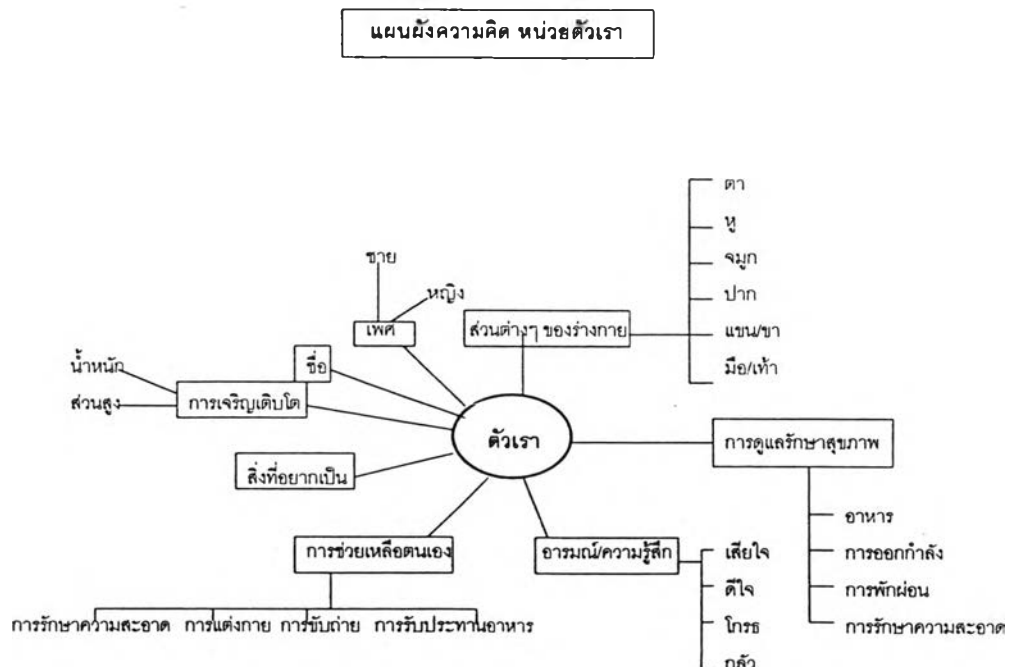 แผนผังความคิด หน่วยตัวเรา
ตา
หู
จมูก
ปาก
แขน/ขา
มือ/เท้า
ส่วนต่างๆ ของร่างกาย
ชาย
หญิง
เพศ
ชื่อ
น้ำหนัก
ส่วนสูง
การเจริญเติบโต
ตัวเรา
สิ่งที่อยากเป็น
การดูแลรักษาสุขภาพ
อาหาร
การออกกำลัง
การพักผ่อน
การรักษาความสะอาด
การช่วยเหลือตนเอง
การรักษาความสะอาด การแต่งกาย การขับถ่าย การรับประทานอาหาร
อารมณ์/ความรู้สึก
เสียใจ
ดีใจ
โกรธ
กลัว